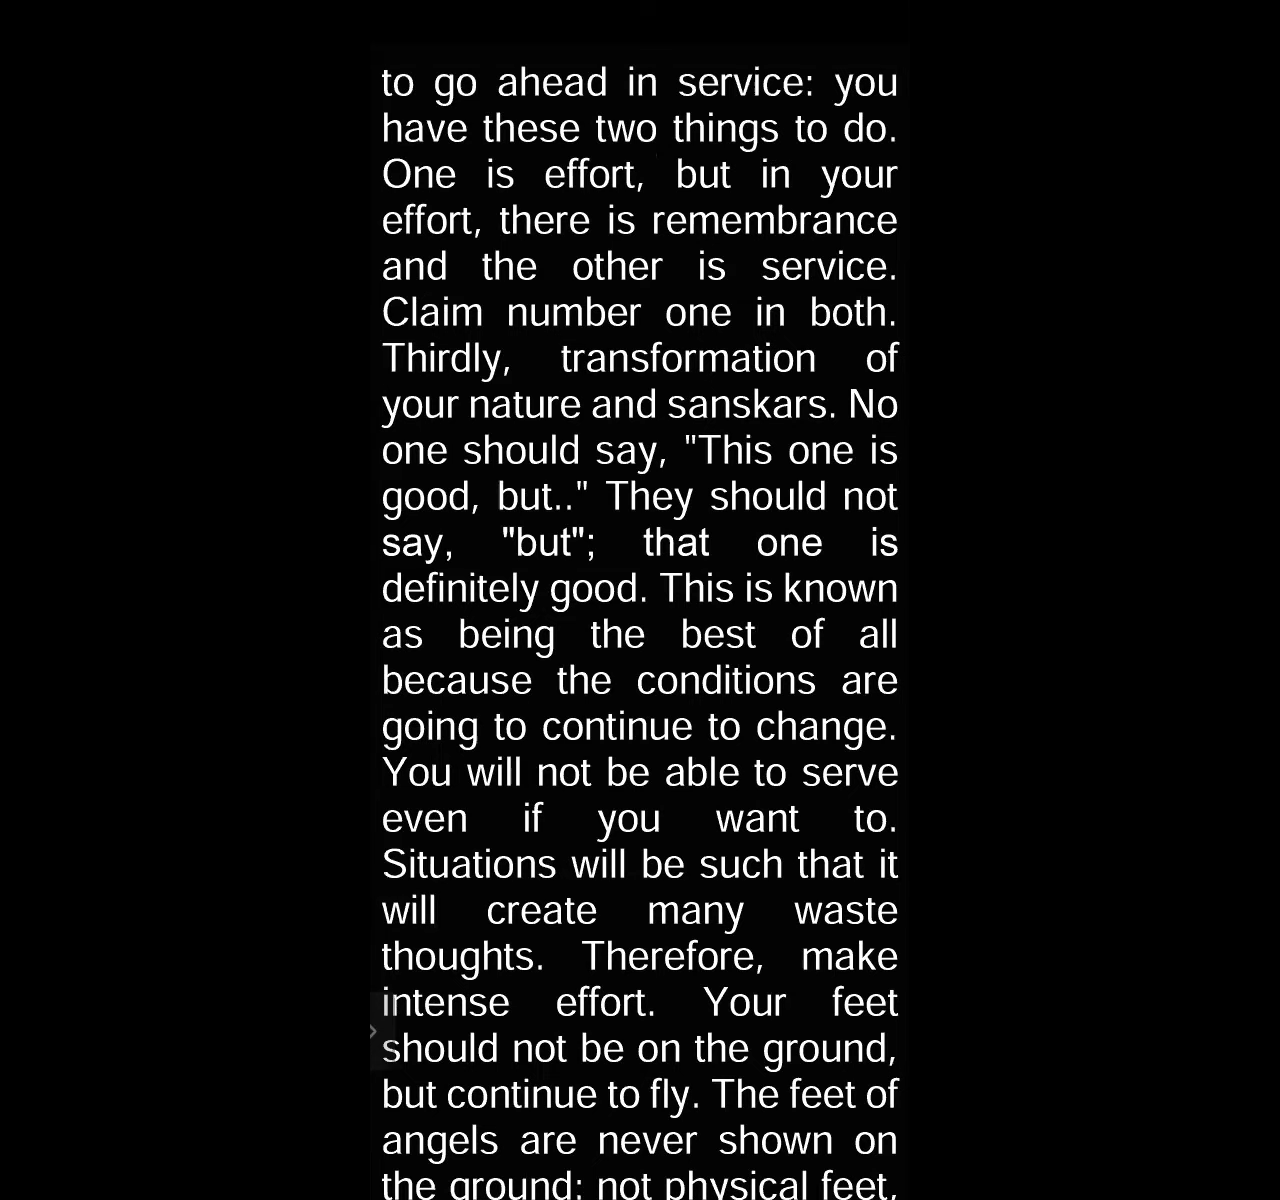 to go ahead in service: you
have these two things to do.
One is effort, but in your
effort, there is remembrance
and the other is service.
Claim number one in both.
Thirdly, transformation of
your nature and sanskars. No
one should say, "This one is
good, but.." They should not
say, "but"; that one is
definitely good. This is known
as being the best of all
because the conditions are
going to continue to change.
You will not be able to serve
even if you want to.
Situations will be such that it
will create many waste
thoughts. Therefore, make
intense effort. Your feet
should not be on the ground,
but continue to fly. The feet of
angels are never shown on
the ground: not physical feet,